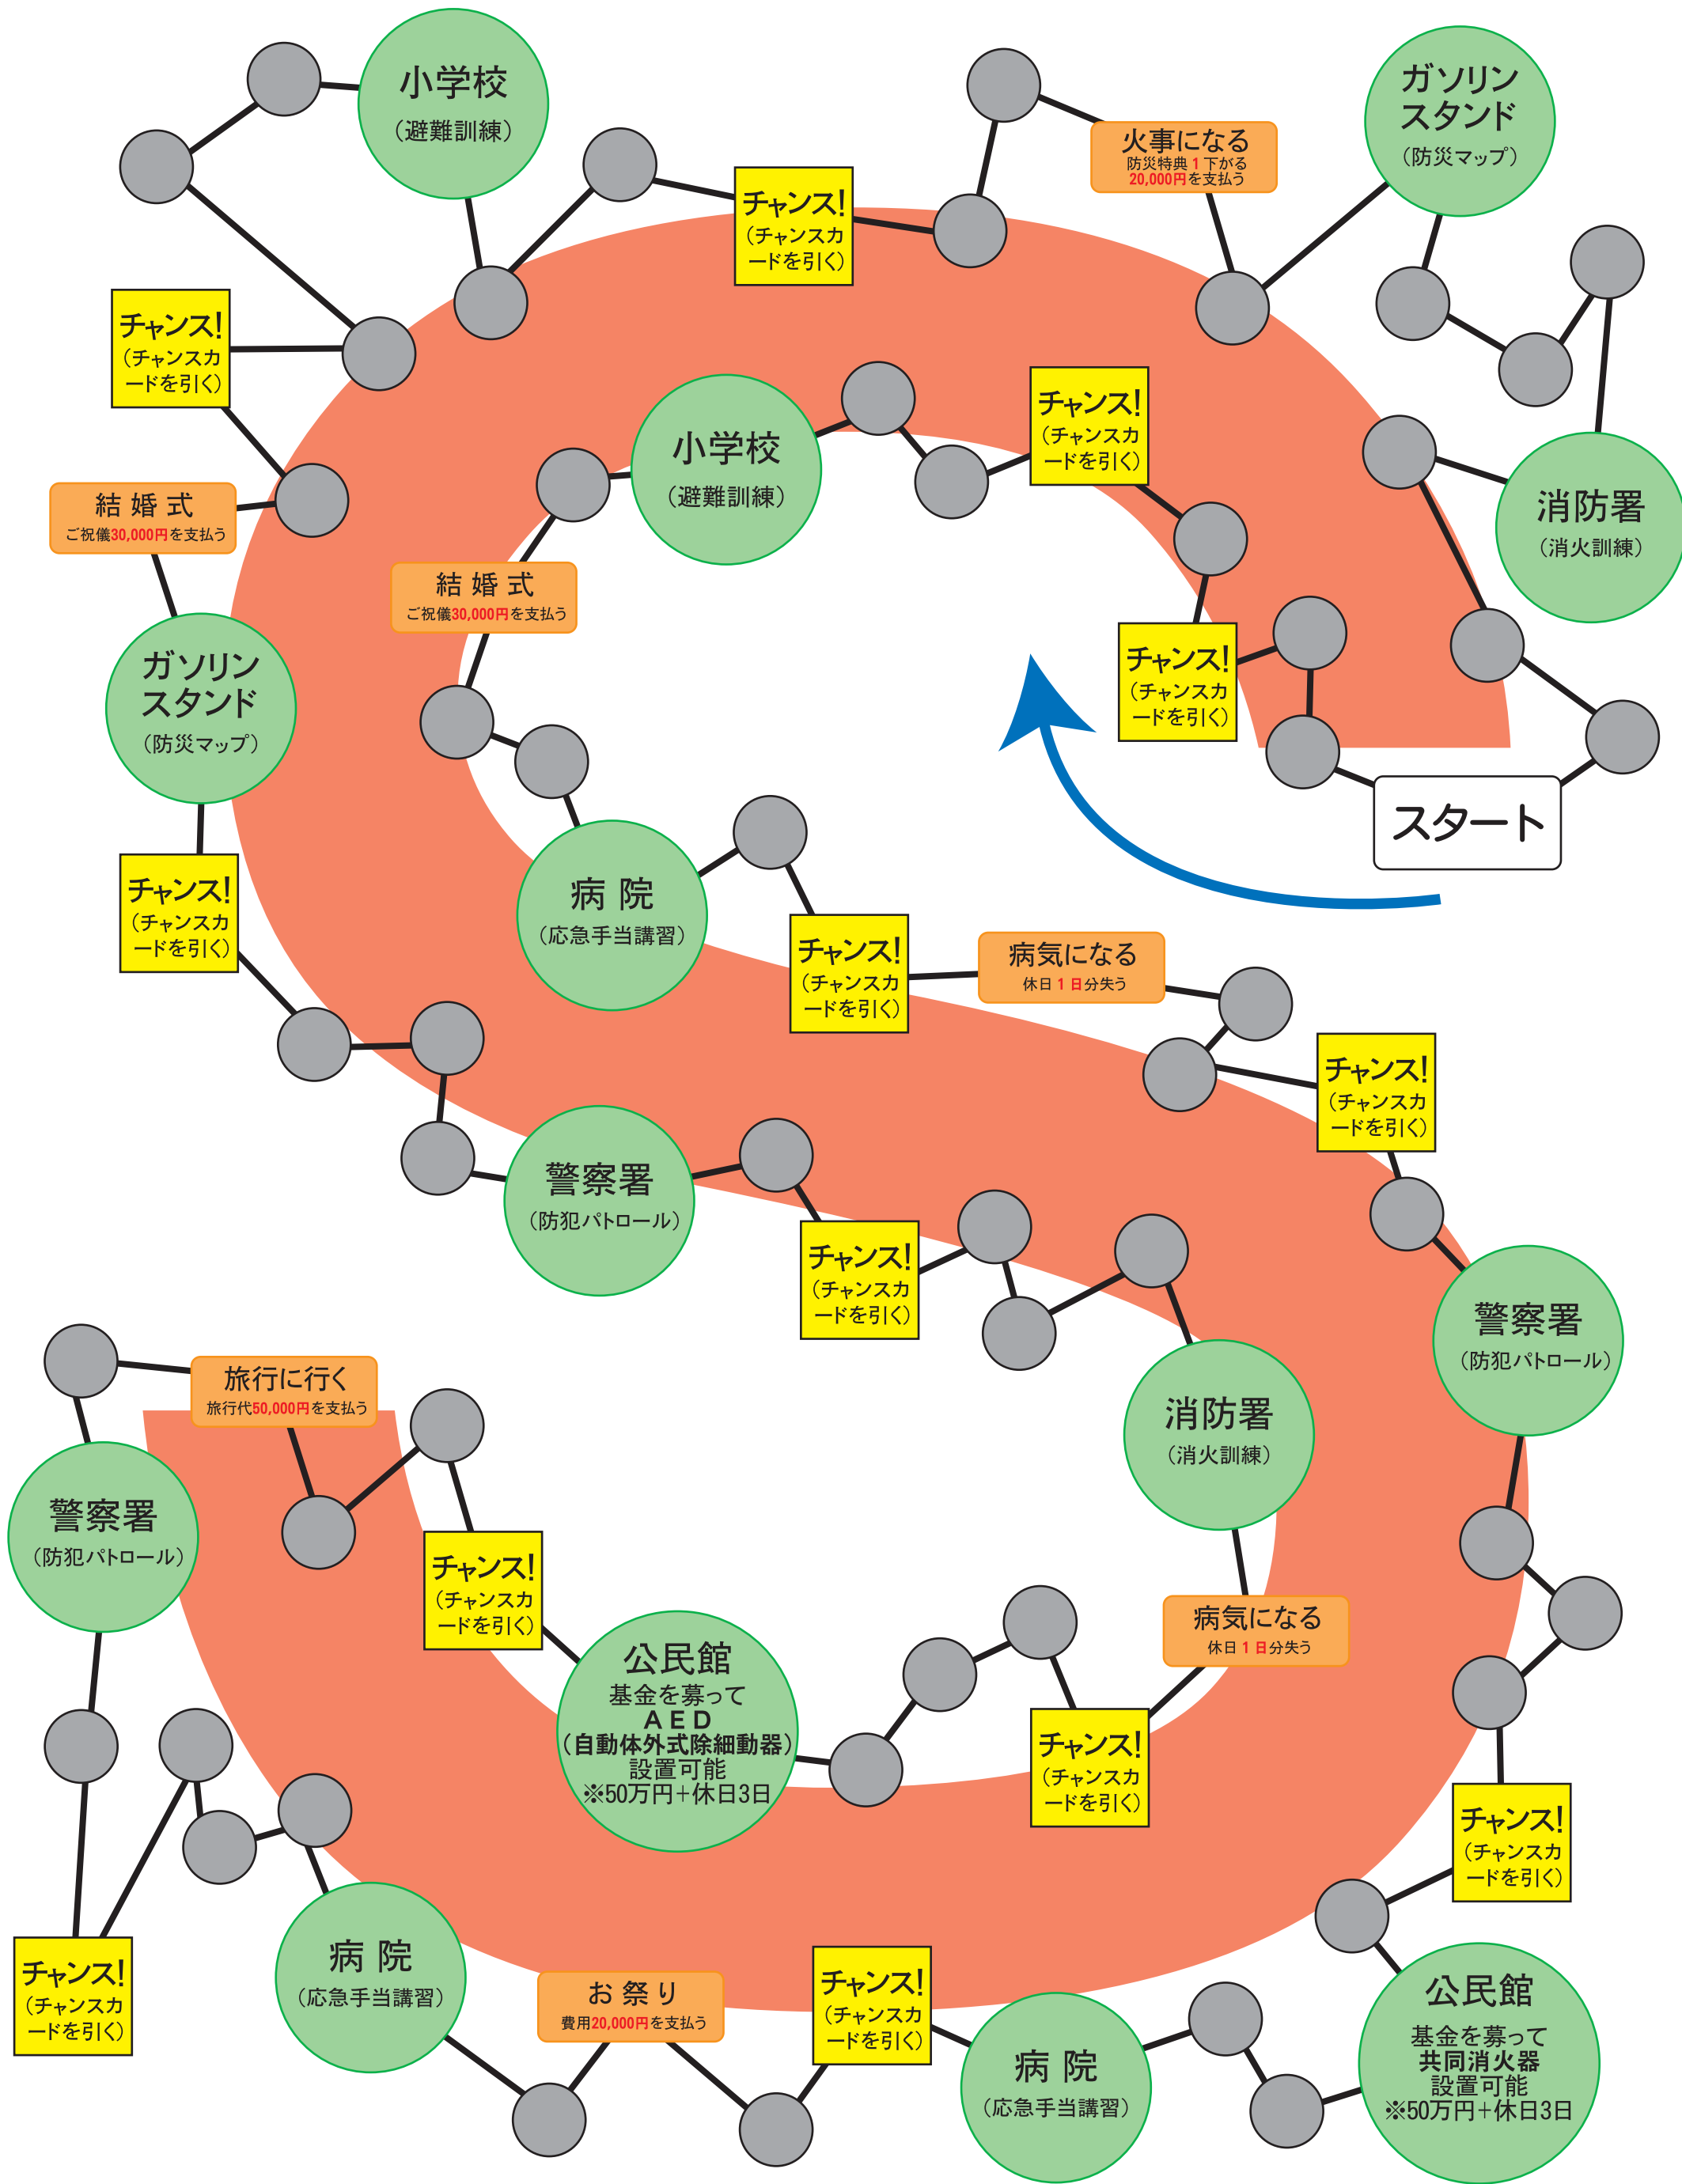 小学校
（避難訓練）
ガソリン
スタンド
（防災マップ）
火事になる
防災特典1下がる
20,000円を支払う
チャンス!
（チャンスカ
ードを引く）
チャンス!
（チャンスカ
ードを引く）
小学校
（避難訓練）
チャンス!
（チャンスカ
ードを引く）
結婚式
ご祝儀30,000円を支払う
消防署
（消火訓練）
結婚式
ご祝儀30,000円を支払う
ガソリン
スタンド
（防災マップ）
チャンス!
（チャンスカ
ードを引く）
スタート
チャンス!
（チャンスカ
ードを引く）
病院
（応急手当講習）
チャンス!
（チャンスカ
ードを引く）
病気になる
休日1日分失う
チャンス!
（チャンスカ
ードを引く）
警察署
（防犯パトロール）
チャンス!
（チャンスカ
ードを引く）
警察署
（防犯パトロール）
旅行に行く
旅行代50,000円を支払う
消防署
（消火訓練）
警察署
（防犯パトロール）
チャンス!
（チャンスカ
ードを引く）
病気になる
休日1日分失う
公民館
基金を募って
ＡＥＤ
（自動体外式除細動器）
設置可能
※50万円+休日3日
チャンス!
（チャンスカ
ードを引く）
チャンス!
（チャンスカ
ードを引く）
チャンス!
（チャンスカ
ードを引く）
病院
（応急手当講習）
お祭り
費用20,000円を支払う
チャンス!
（チャンスカ
ードを引く）
病院
（応急手当講習）
公民館
基金を募って
共同消火器
設置可能
※50万円+休日3日